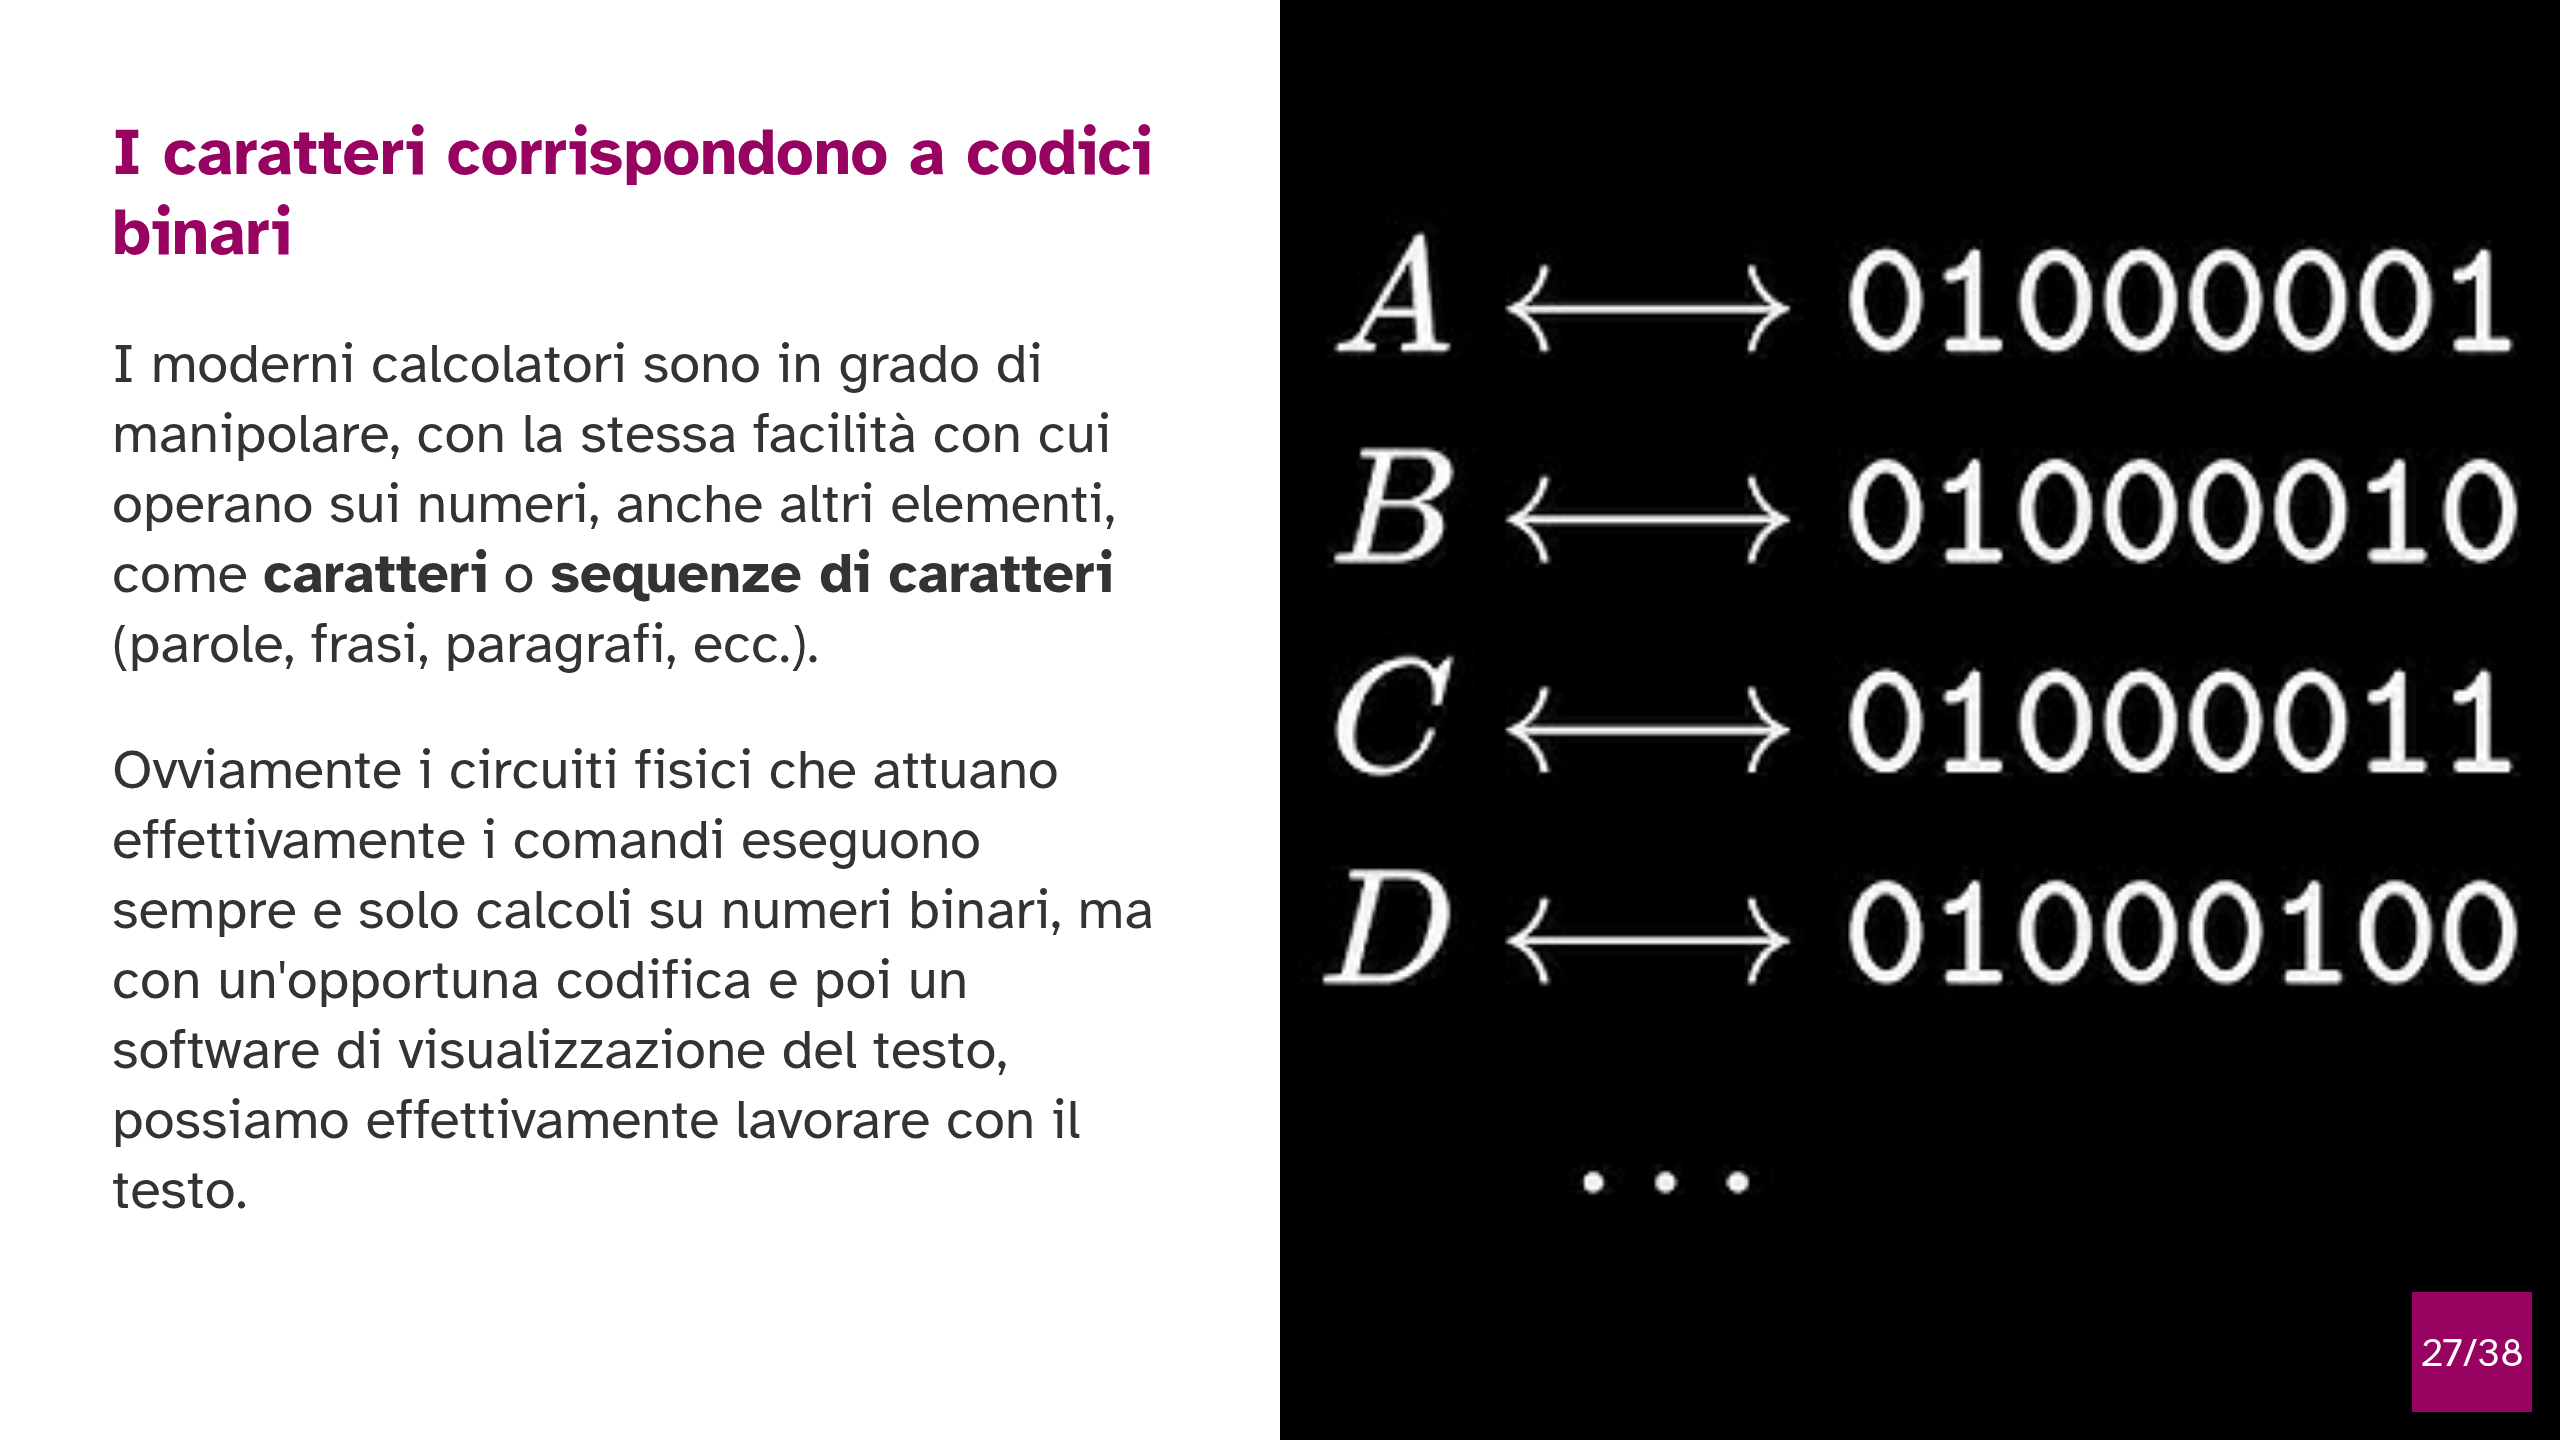 I caratteri corrispondono a codici
binari
I moderni calcolatori sono in grado di
manipolare, con la stessa facilità con cui
operano sui numeri, anche altri elementi,
come caratteri o sequenze di caratteri
(parole, frasi, paragrafi, ecc.).
Ovviamente i circuiti fisici che attuano
effettivamente i comandi eseguono
sempre e solo calcoli su numeri binari, ma
con un'opportuna codifica e poi un
software di visualizzazione del testo,
possiamo effettivamente lavorare con il
testo.
A ⟷ 01000001
B ⟷ 01000010
C ⟷ 01000011
D ⟷ 01000100
...
27/38